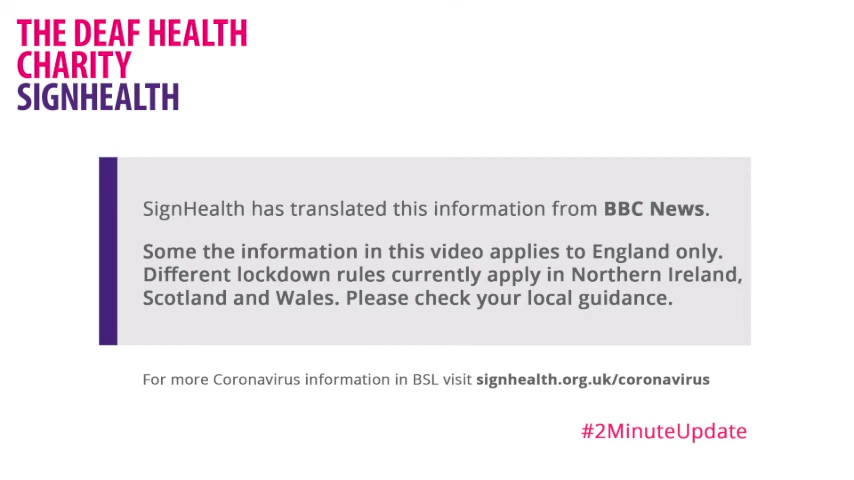 THE DEAF HEALTH
CHARITY
SIGNHEALTH
SignHealth has translated this information from BBC News.
Some the information in this video applies to England only.
Different lockdown rules currently apply in Northern Ireland,
Scotland and Wales. Please check your local guidance.
For more Coronavirus information in BSL visit signhealth.org.uk/coronavirus
#2MinuteUpdate